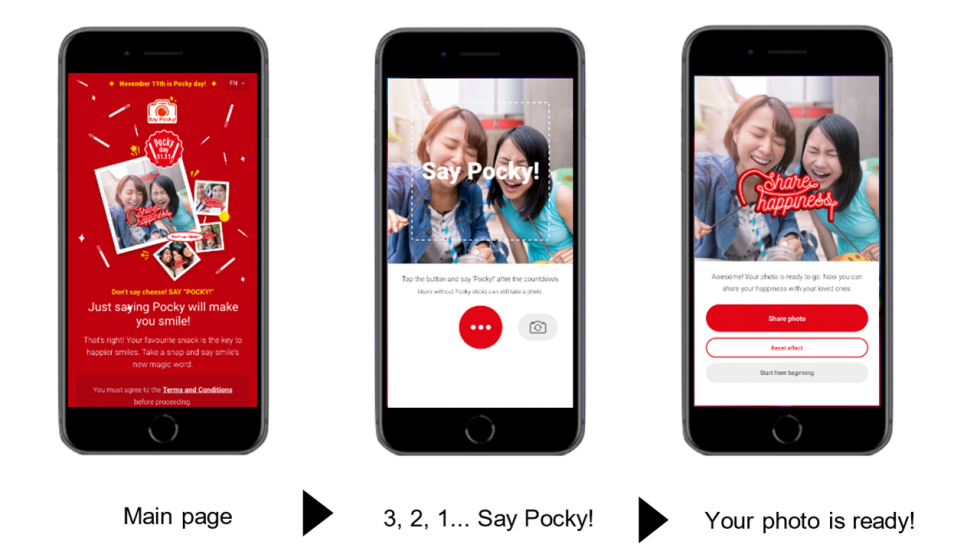 November 11th is Pocky day!
EN
Say Pocky!
Pocky
day
11.11
Share
happiness
Don't say cheese! SAY "POCKY!"
Just saying Pocky will make
you smile!
That's right! Your favourite snack is the key to
happier smiles. Take a snap and say smile's
new magic word.
You must agree to the Terms and Conditions
before proceeding.
Say Pocky!
Tap the button and say 'Pocky!' after the countdown.
Users without Pocky sticks can still take a photo.
Share
happiness
Awesome! Your photo is ready to go. Now you can
share your happiness with your loved ones.
Share photo
Reset effect
Start from beginning
Main page
3, 2, 1... Say Pocky!
Your photo is ready!